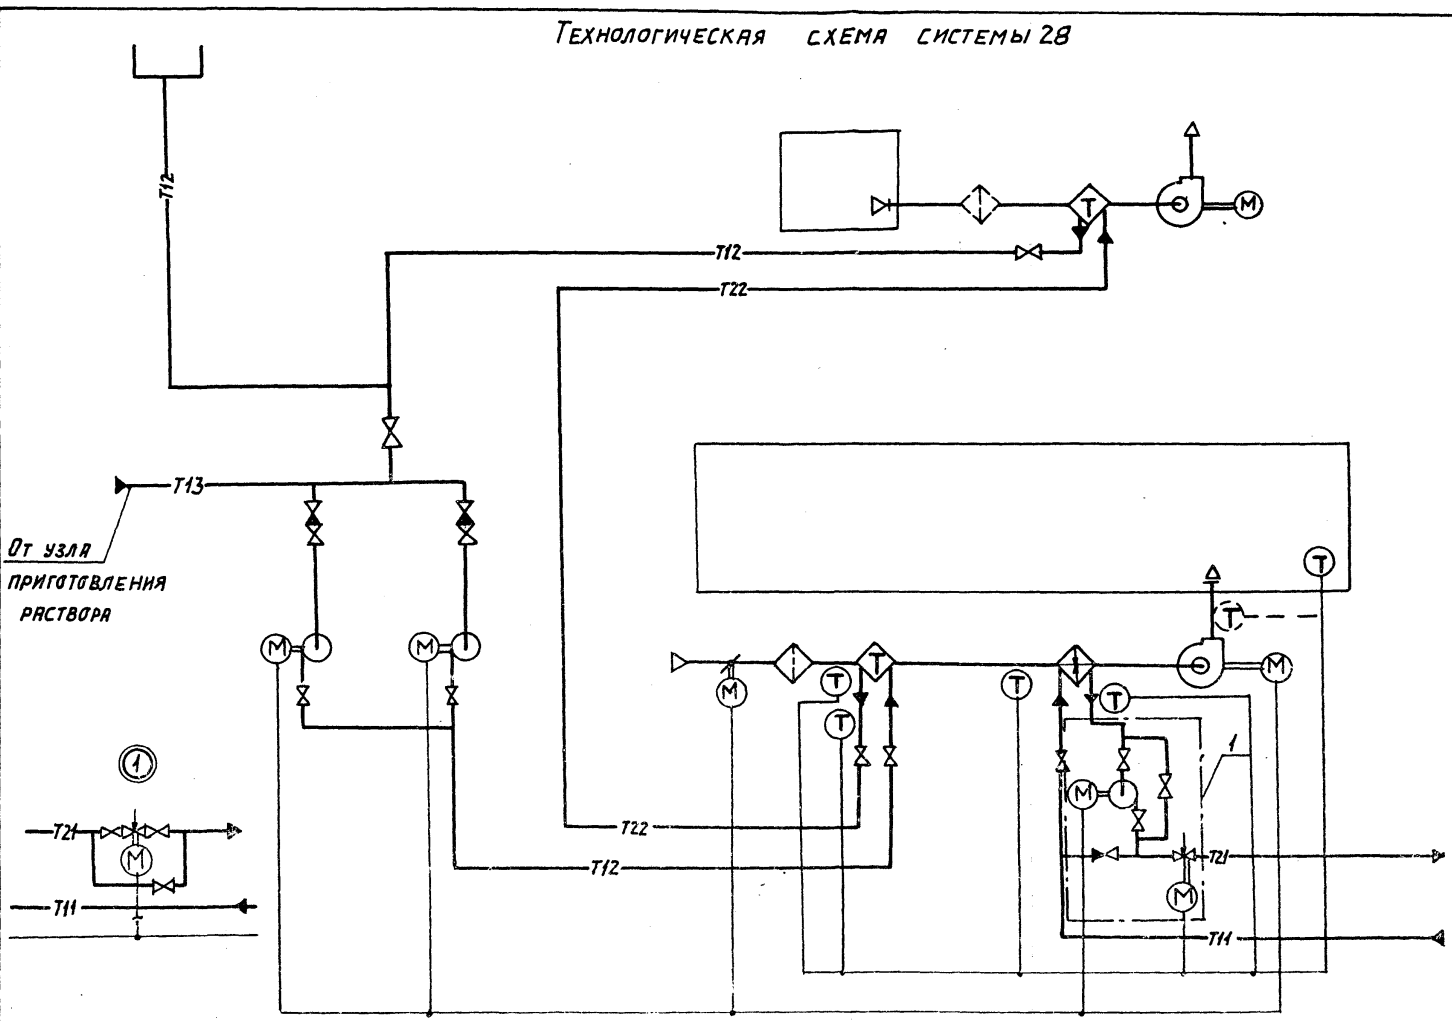 Технологическая схема системы 28
Т12
Т
М
Т12
Т22
Т13
От узла
приготовления
раствора
Т
Т
М
М
Т
М
Т
Т
Т
М
Т
1
1
М
Т22
Т21
М
Т21
Т12
М
Т11
Т11